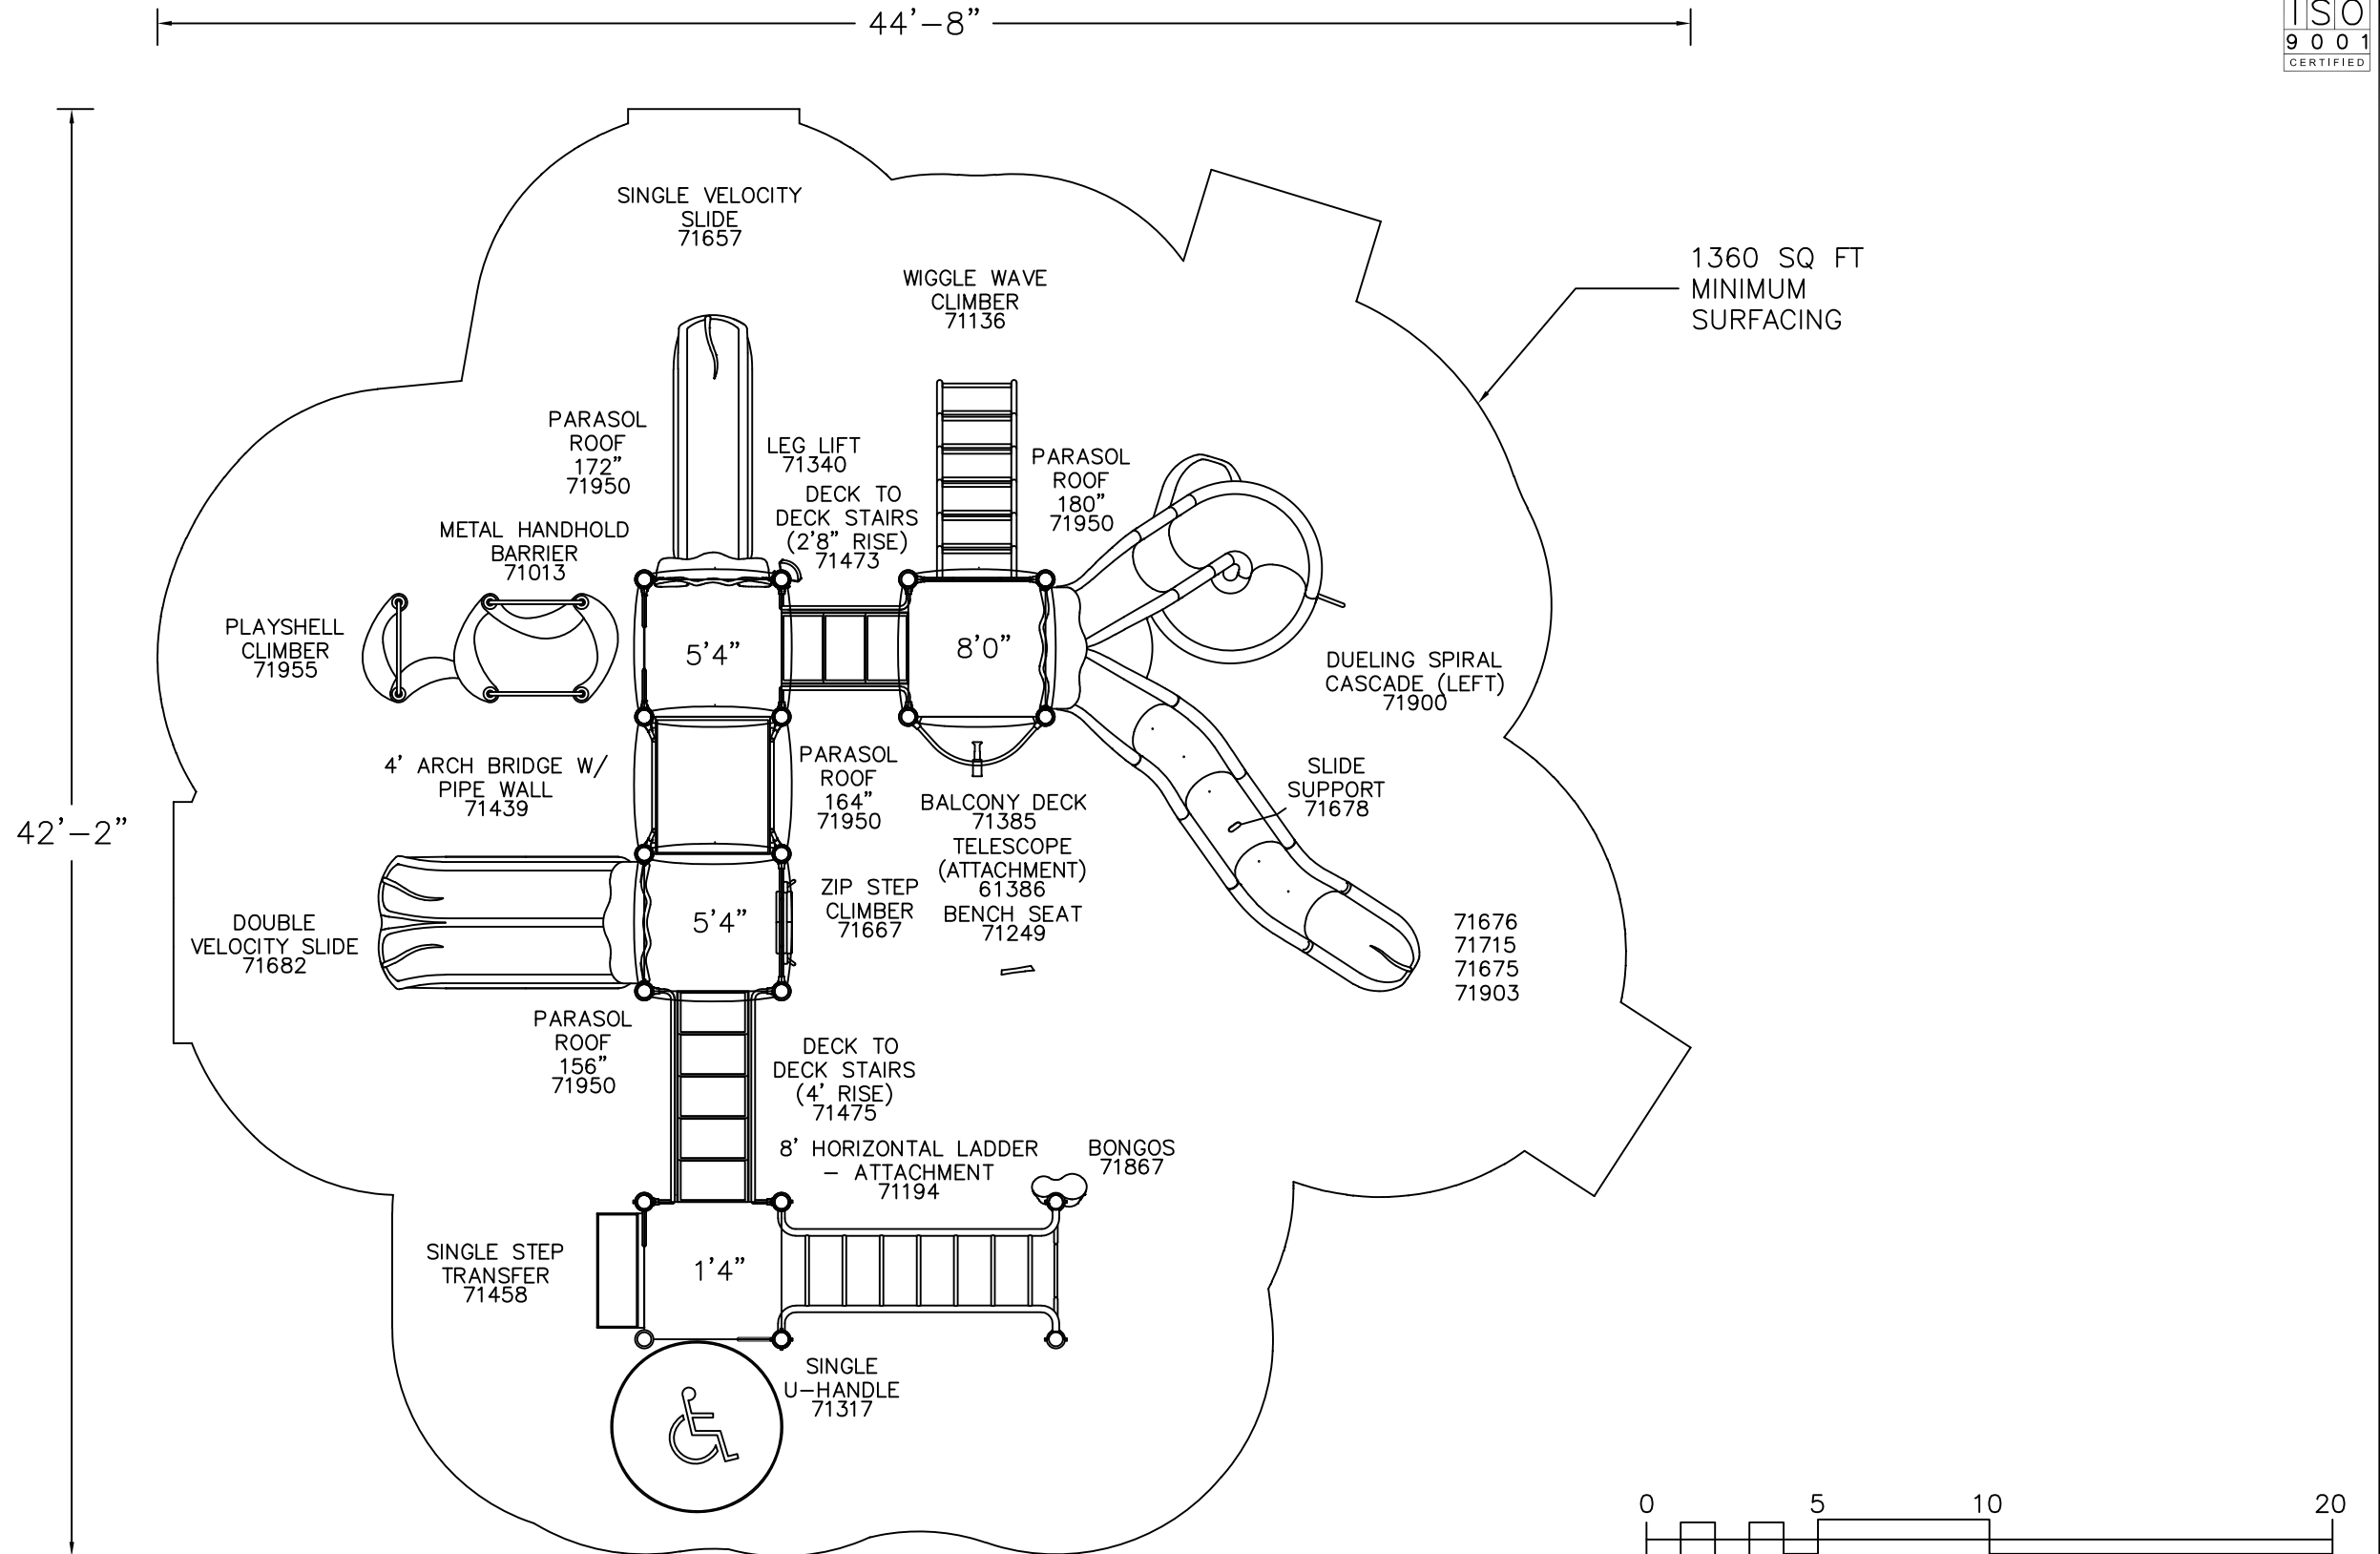 44'-8"
ISO
9001
CERTIFIED
SINGLE VELOCITY
SLIDE
71657
1360 SQ FT
MINIMUM
SURFACING
WIGGLE WAVE
CLIMBER
71136
PARASOL
ROOF
172"
71950
LEG LIFT
71340
PARASOL
ROOF
180"
71950
DECK TO
DECK STAIRS
(2'8" RISE)
71473
METAL HANDHOLD
BARRIER
71013
PLAYSHELL
CLIMBER
71955
5'4"
8'0"
DUELING SPIRAL
CASCADE (LEFT)
71900
4' ARCH BRIDGE W/
PIPE WALL
71439
PARASOL
ROOF
164"
71950
SLIDE
SUPPORT
71678
BALCONY DECK
71385
TELESCOPE
(ATTACHMENT)
61386
BENCH SEAT
71249
42'-2"
ZIP STEP
CLIMBER
71667
DOUBLE
VELOCITY SLIDE
71682
5'4"
71676
71715
71675
71903
PARASOL
ROOF
156"
71950
DECK TO
DECK STAIRS
(4' RISE)
71475
8' HORIZONTAL LADDER
- ATTACHMENT
71194
BONGOS
71867
SINGLE STEP
TRANSFER
71458
1'4"
SINGLE
U-HANDLE
71317
0 5 10 20